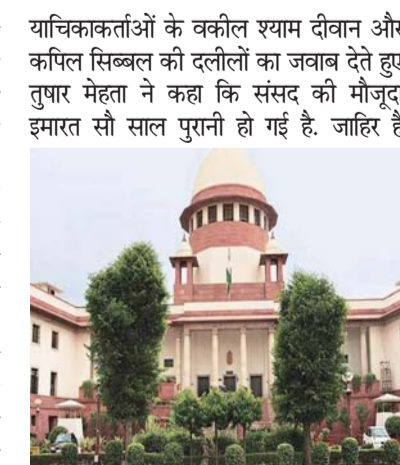 याचिकाकर्ताओं के वकील श्याम दीवान और
कपिल सिब्बल की दलीलों का जवाब देते हुए
तुषार मेहता ने कहा कि संसद की मौजूदा
इमारत सौ साल पुरानी हो गई है. जाहिर है